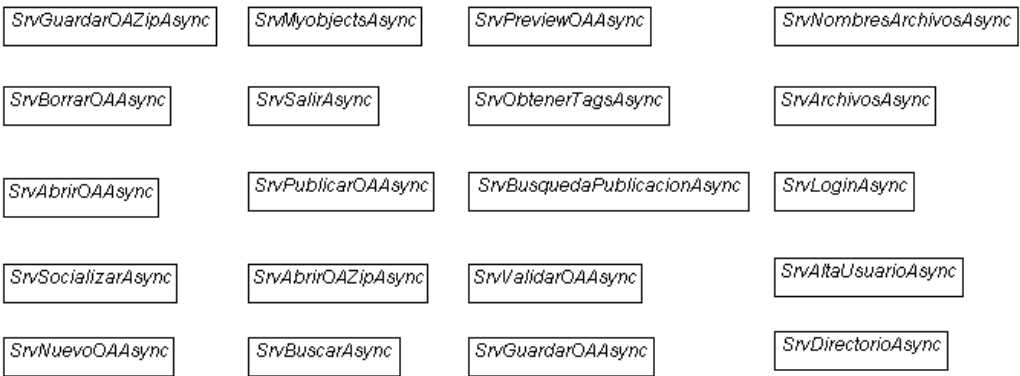 SrvGuardarOAZipAsync
SrvMyobjectsAsync
SrvPreviewOAAsync
SrvNombresArchivosAsync
SrvBorrarOAAsync
SrvSalirAsync
SrvObtenerTagsAsync
SrvArchivosAsync
SrvAbrirOAAsync
SrvPublicarOAAsync
SrvBusquedaPublicacionAsync
SrvLoginAsync
SrvSocializarAsync
SrvAbrirOAZipAsync
SrvValidarOAAsync
SrvAltaUsuarioAsync
SrvNuevoOAAsync
SrvBuscarAsync
SrvGuardarOAAsync
SrvDirectorioAsync